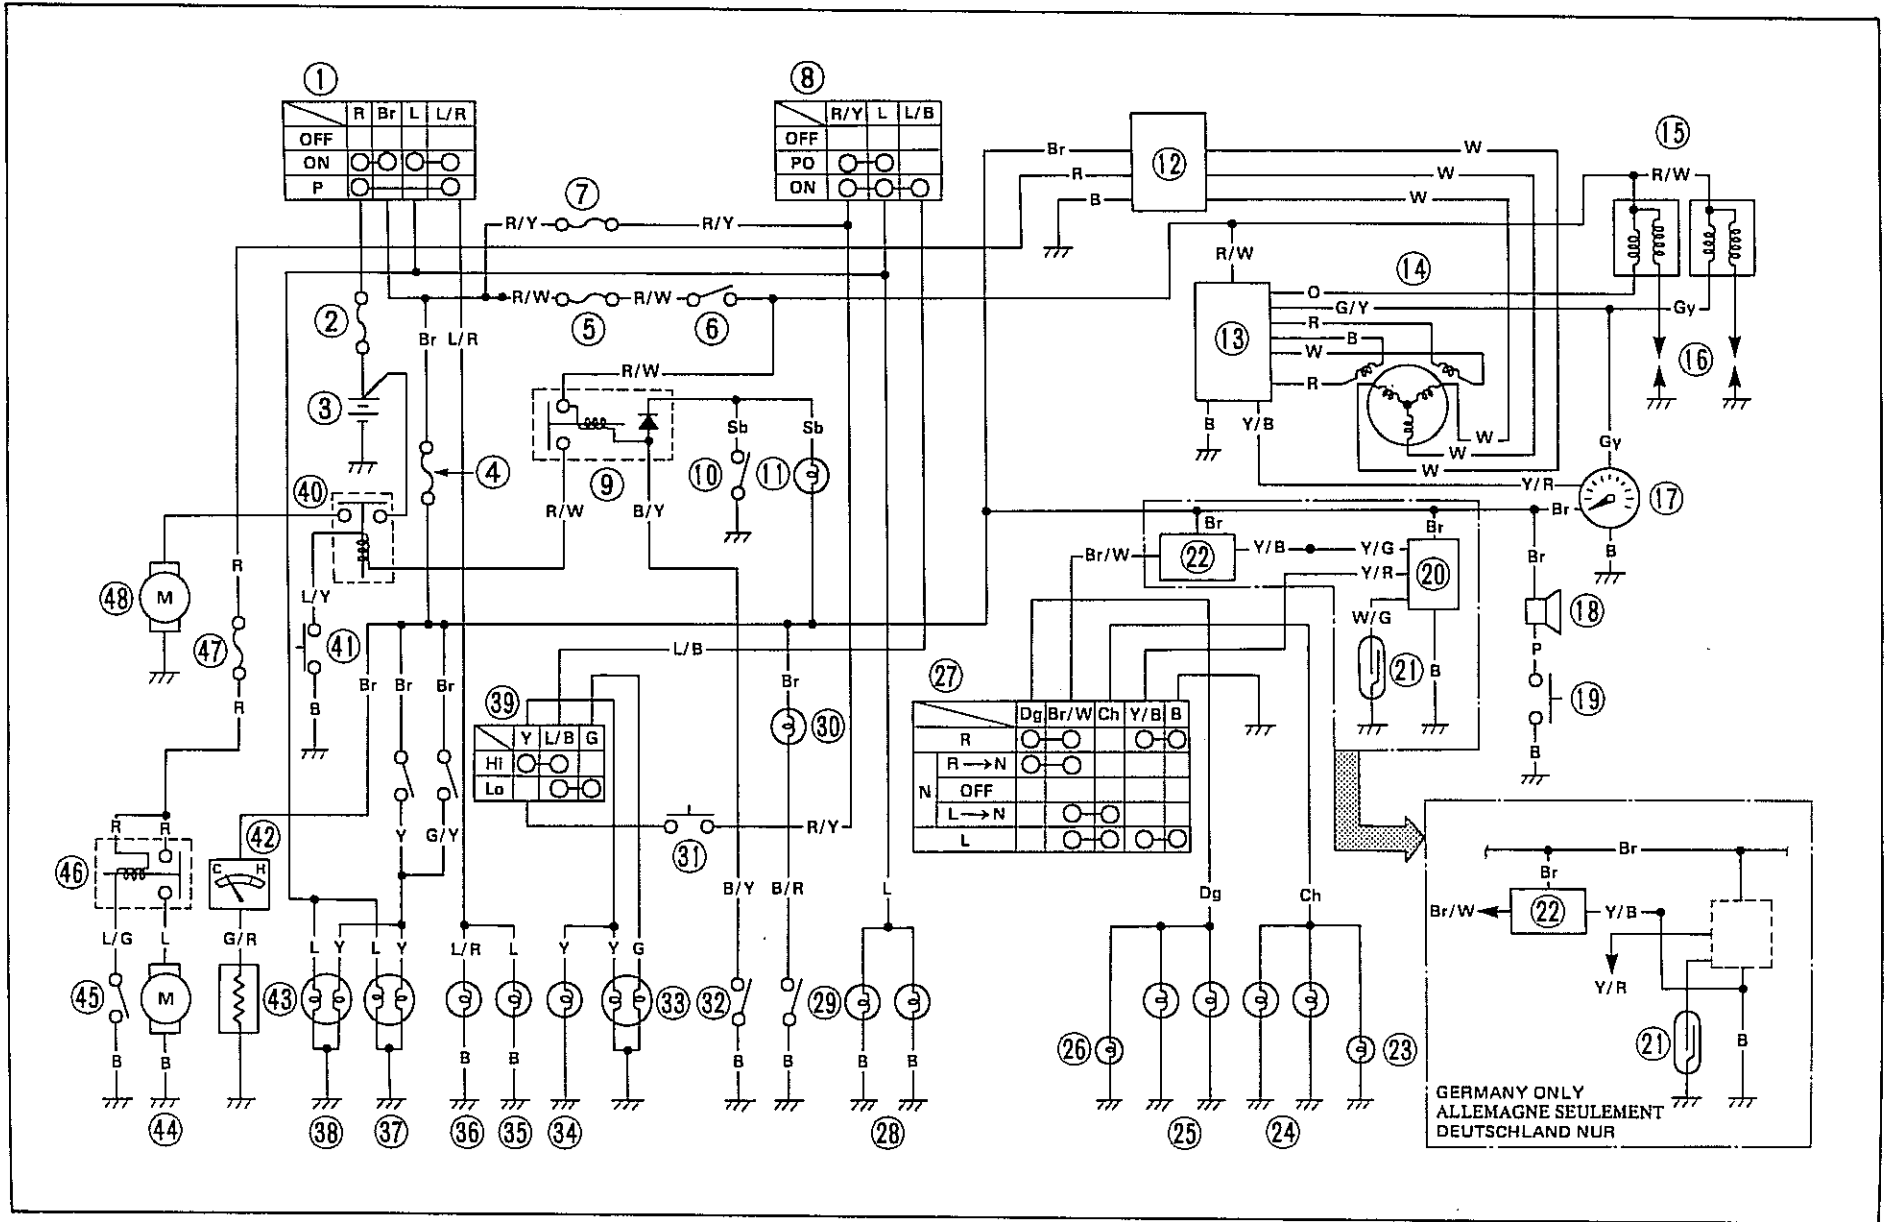 ① ⑧
R Br L L/R
OFF
ON
P
R/Y L L/B
OFF
PO
ON
⑦
R/Y R/Y
⑫
Br
R
B
W
W
W
⑮
R/W
R/W
⑭
② R/W ⑤ R/W ⑥
Br L/R
⑬
O
G/Y
R
B
W
R
Gy
⑯
R/W
③
B Y/B
Sb Sb
④ ⑨ ⑩ ⑪
W
W
W
Gy
㊵
R/W B/Y
Y/R
Br ⑰
B
Br Br
Br/W ㉒ Y/B Y/G
Y/R ⑳
W/G
Br
R
㊽ M
L/Y
⑱
P
㊼ ㊶
L/B
㉑ B
⑲
B
R
B
Br Br Br
Br
㉚
㊴
Y L/B G
Hi
Lo
㉗
Dg Br/W Ch Y/B B
R
R→N
N OFF
L→N
L
R R
㊷
Y G/Y
㉛
R/Y
㊻
C H
B/Y B/R L
Dg Ch
L/G L G/R
L Y L Y L/R L Y Y G
㊺ M ㊸ ㉝ ㉜ ㉙
㉖ ㉓
B B B B B B B B
㊹ ㊳ ㊲ ㊱ ㉟ ㉞ ㉘ ㉕ ㉔
Br
Br
Br/W ㉒ Y/B
Y/R
㉑ B
GERMANY ONLY
ALLEMAGNE SEULEMENT
DEUTSCHLAND NUR